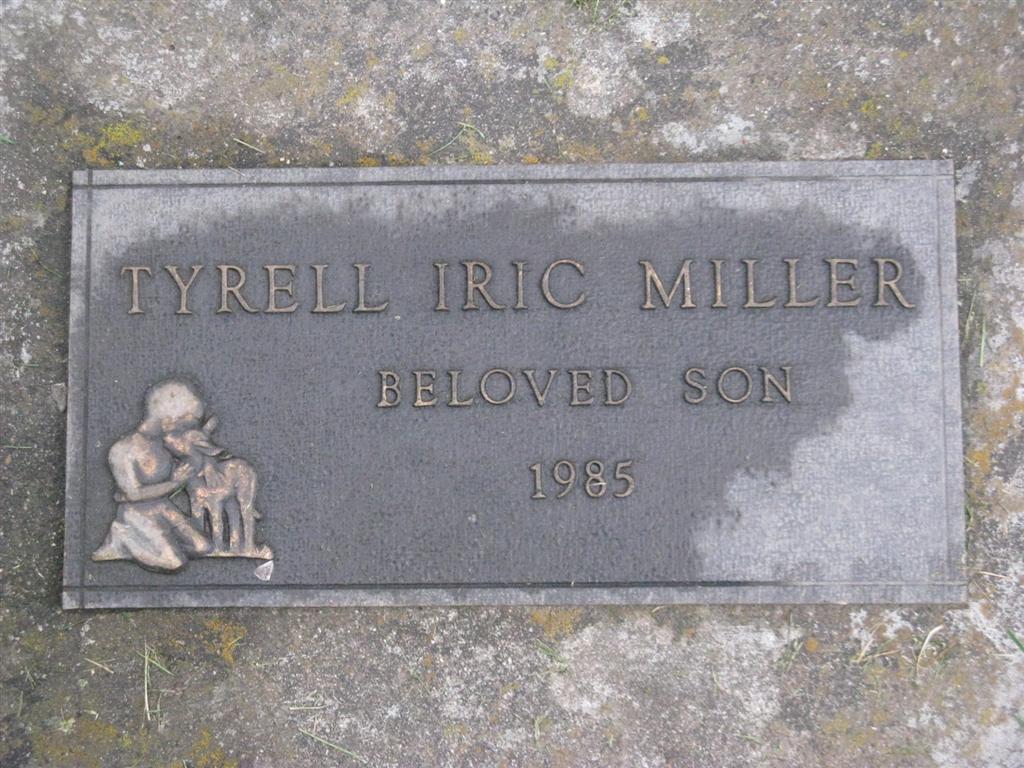 TYRELL IRIC MILLER
BELOVED SON
1985